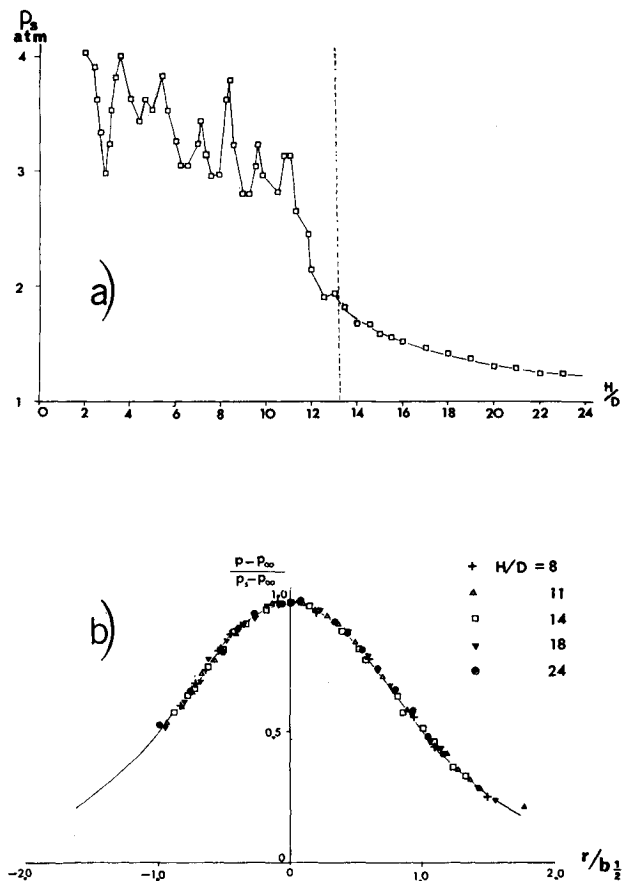 Ps
atm
4
3
2
1
a)
0 2 4 6 8 10 12 14 16 18 20 22 24
H/D
p-p∞
ps-p∞
1,0
b)
+ H/D = 8
▲ 11
□ 14
▼ 18
● 24
0,5
0
-2.0 -1.0 0 1.0 2.0
r/b½